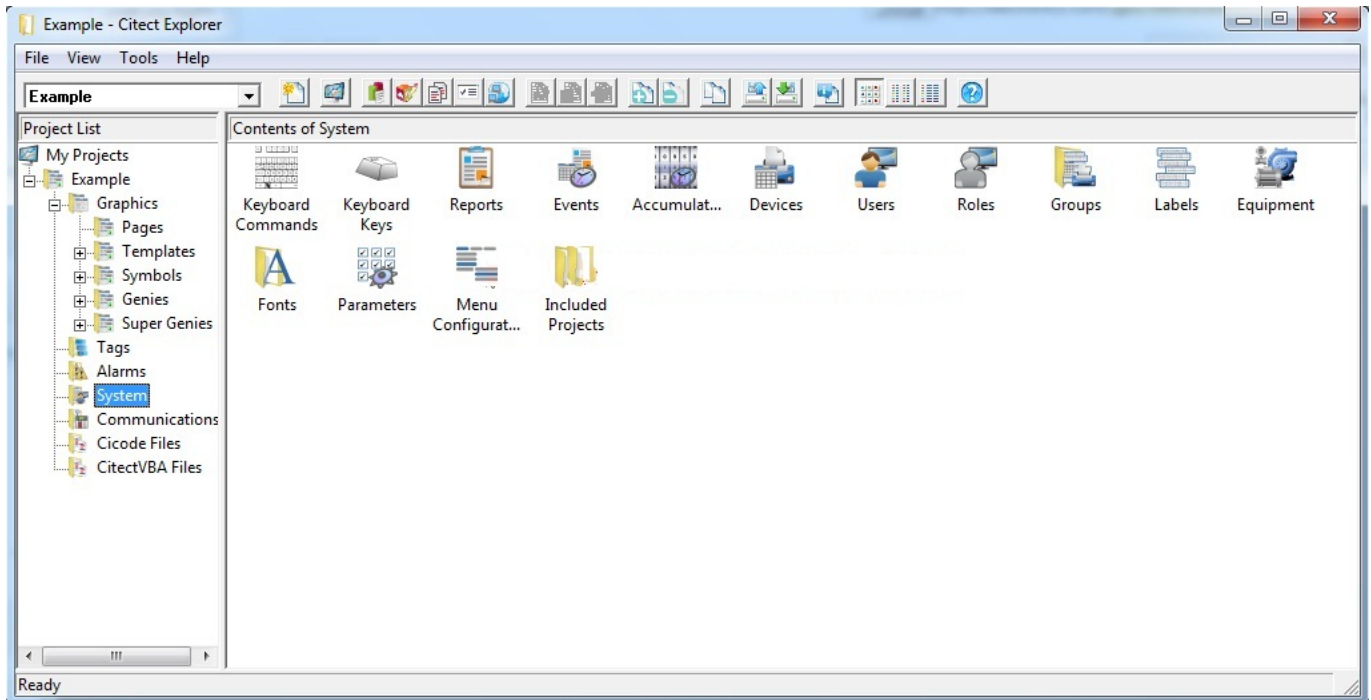 Example - Citect Explorer
File View Tools Help
Example
Project List
My Projects
Example
Graphics
Pages
Templates
Symbols
Genies
Super Genies
Tags
Alarms
System
Communications
Cicode Files
CitectVBA Files
Contents of System
Keyboard Commands
Keyboard Keys
Reports
Events
Accumulat...
Devices
Users
Roles
Groups
Labels
Equipment
Fonts
Parameters
Menu Configurat...
Included Projects
Ready